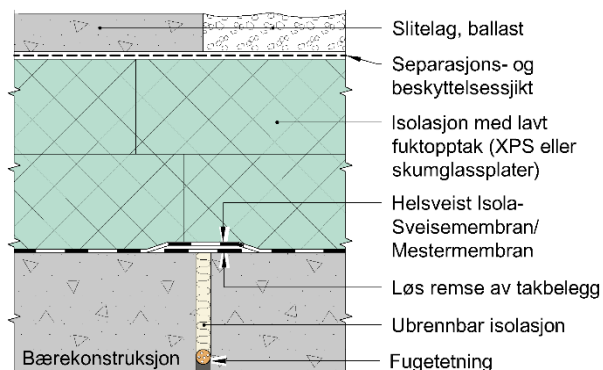 Slitelag, ballast
Separasjons- og
beskyttelsessjikt
Isolasjon med lavt
fuktopptak (XPS eller
skumglassplater)
Helsveist Isola-
Sveisemembran/
Mestermembran
Løs remse av takbelegg
Ubrennbar isolasjon
Bærekonstruksjon
Fugetetning